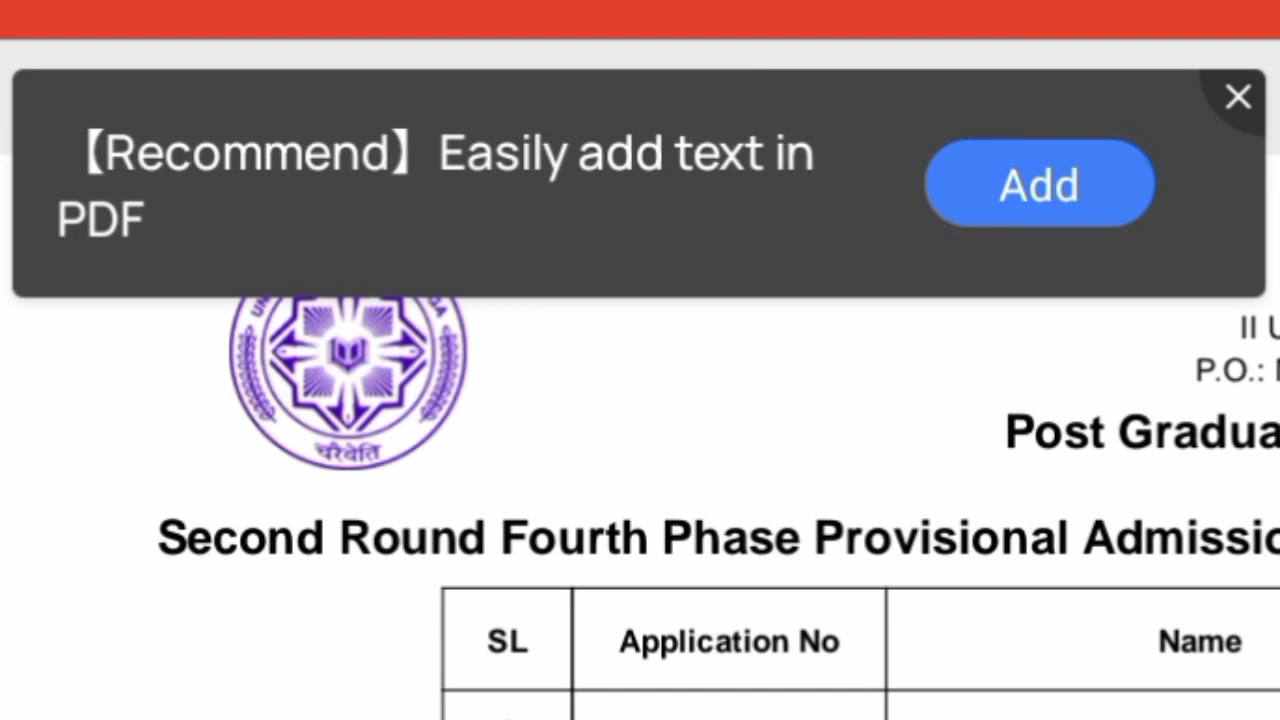 【Recommend】 Easily add text in
PDF
Add
II U
P.O.:
Post Gradua
Second Round Fourth Phase Provisional Admissio
SL
Application No
Name
चरैवेति